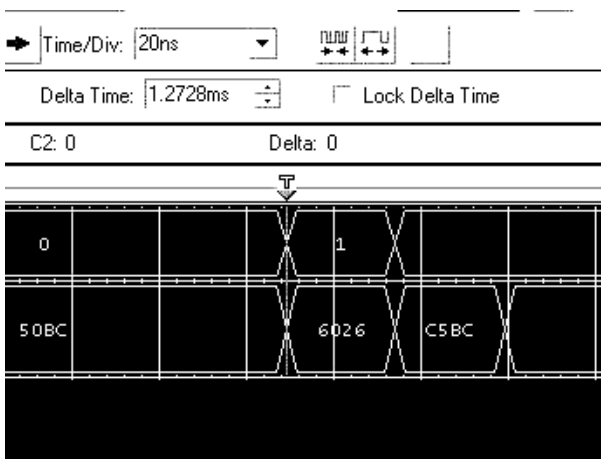 Time/Div: 20ns
Delta Time: 1.2728ms Lock Delta Time
C2: 0 Delta: 0
T
0 1
50BC 6026 C5BC